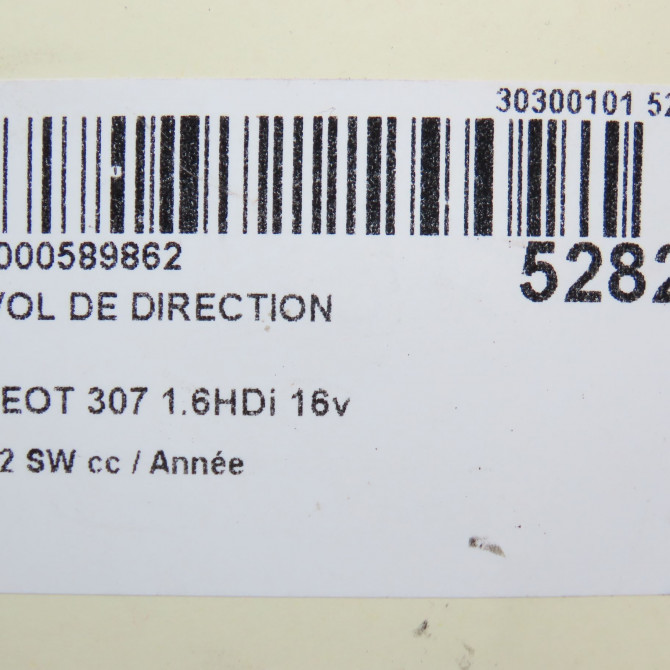 30300101 52
000589862
5282
VOL DE DIRECTION
EOT 307 1.6HDi 16v
2 SW cc / Année